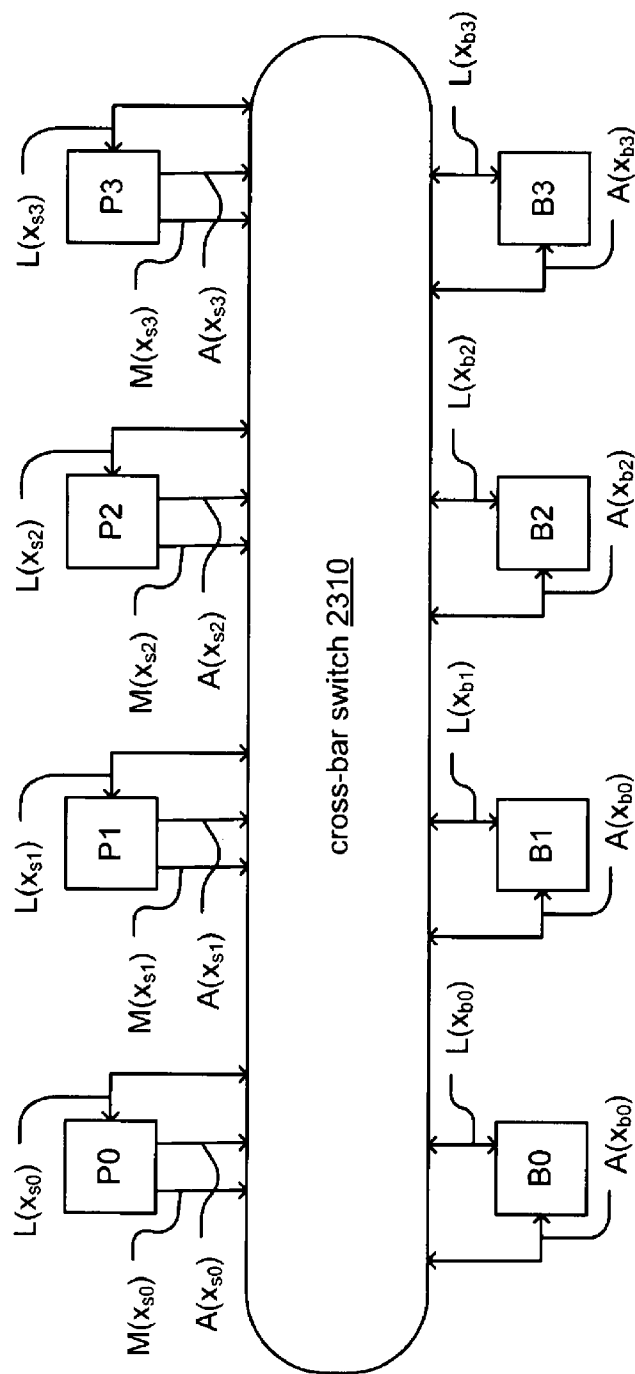 L(xs0)
L(xs1)
L(xs2)
L(xs3)
P0
P1
P2
P3
M(xs0)
M(xs1)
M(xs2)
M(xs3)
A(xs0)
A(xs1)
A(xs2)
A(xs3)
cross-bar switch 2310
L(xb0)
L(xb1)
L(xb2)
L(xb3)
B0
B1
B2
B3
A(xb0)
A(xb0)
A(xb2)
A(xb3)